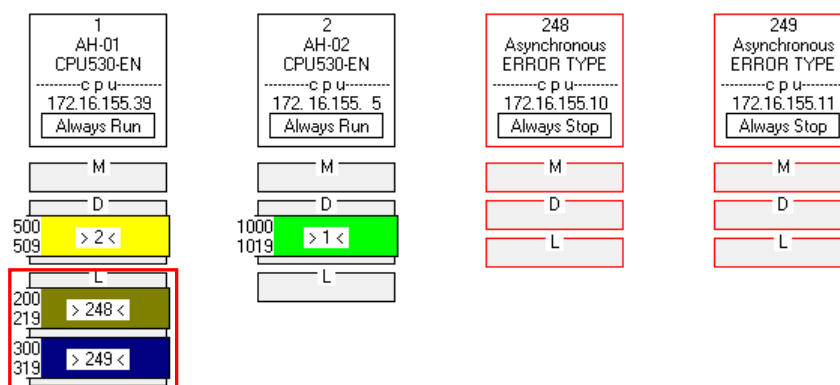 1
AH-01
CPU530-EN
--------c p u--------
172.16.155.39
Always Run
M
D
500
509
> 2 <
L
200
219
> 248 <
300
319
> 249 <
2
AH-02
CPU530-EN
--------c p u--------
172. 16.155.  5
Always Run
M
D
1000
1019
> 1 <
L
248
Asynchronous
ERROR TYPE
--------c p u--------
172.16.155.10
Always Stop
M
D
L
249
Asynchronous
ERROR TYPE
--------c p u--------
172.16.155.11
Always Stop
M
D
L